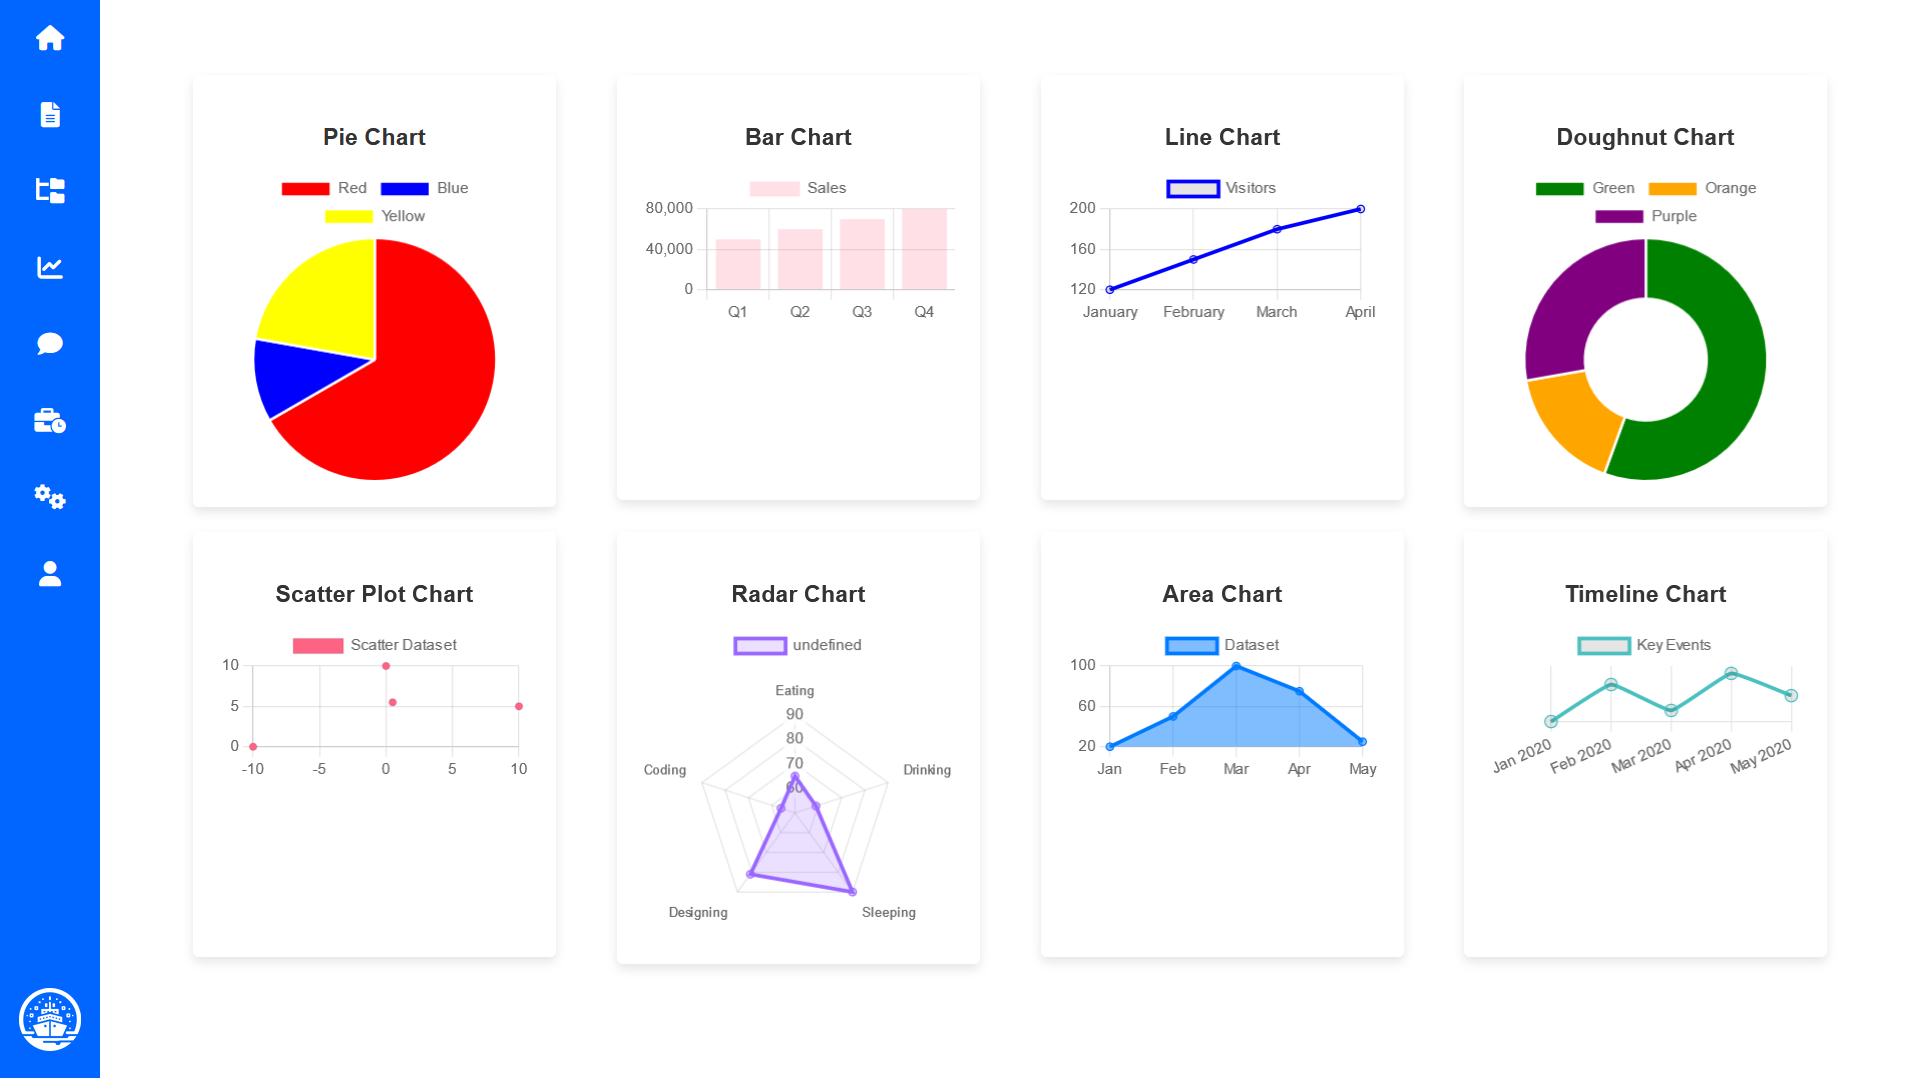 Pie Chart
Red Blue
Yellow
Bar Chart
Sales
80,000
40,000
0
Q1 Q2 Q3 Q4
Line Chart
Visitors
200
160
120
January February March April
Doughnut Chart
Green Orange
Purple
Scatter Plot Chart
Scatter Dataset
10
5
0
-10 -5 0 5 10
Radar Chart
undefined
Eating
90
80
70
60
Coding Drinking
Designing Sleeping
Area Chart
Dataset
100
60
20
Jan Feb Mar Apr May
Timeline Chart
Key Events
Jan 2020 Feb 2020 Mar 2020 Apr 2020 May 2020